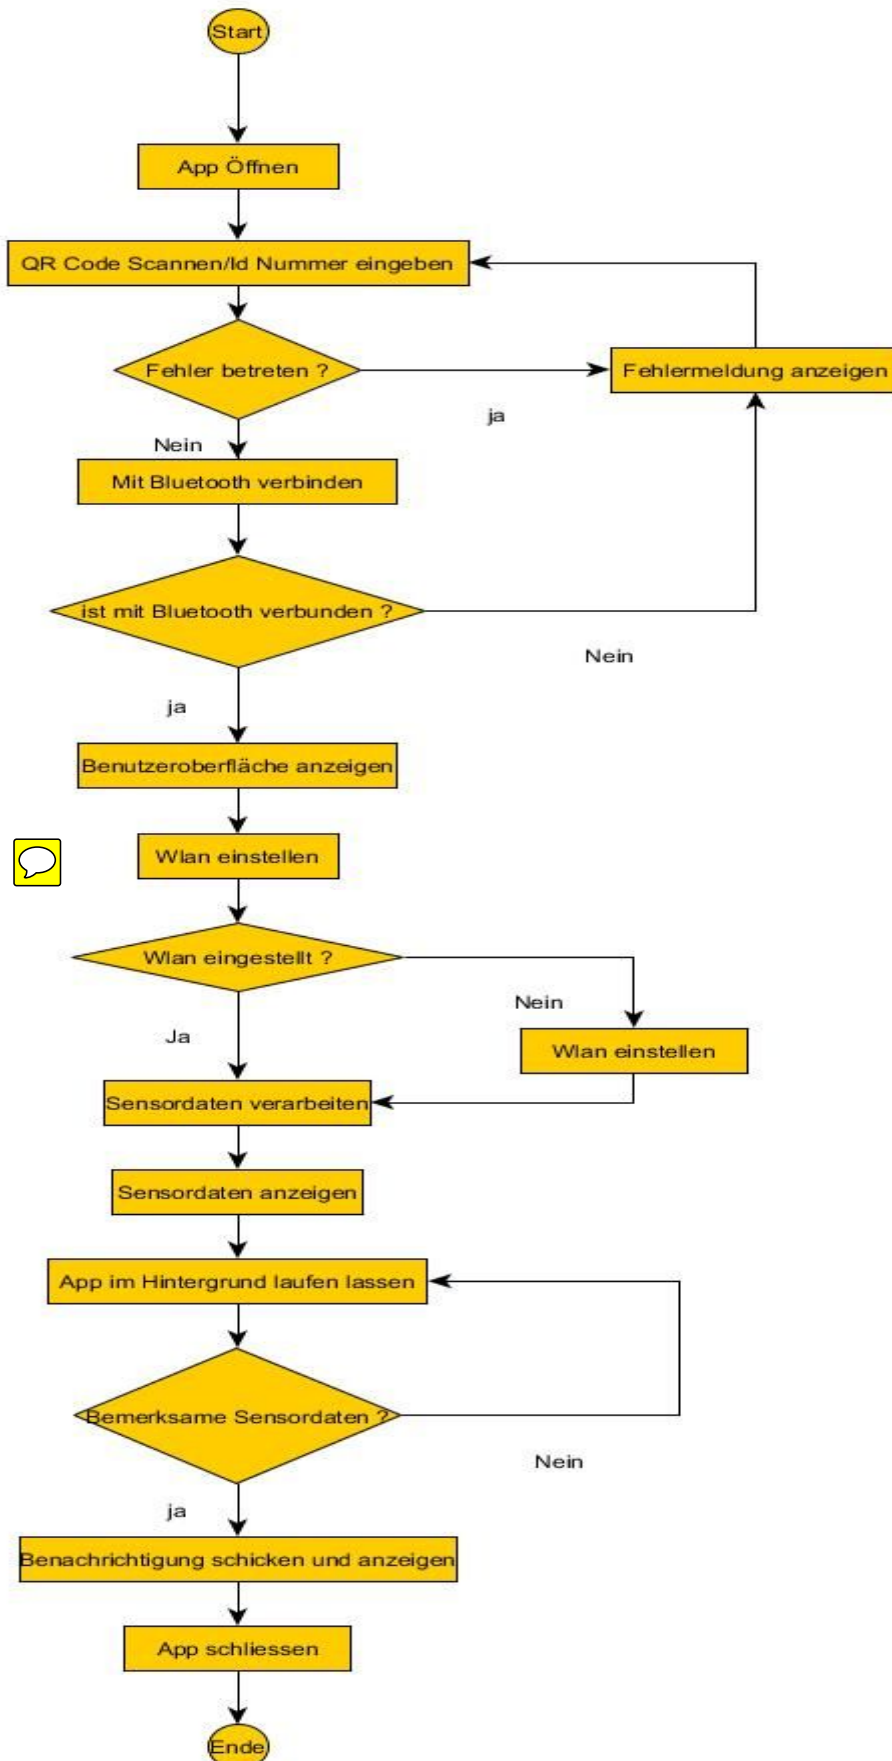 Start
App Öffnen
QR Code Scannen/Id Nummer eingeben
Fehler betreten ?
Fehlermeldung anzeigen
ja
Nein
Mit Bluetooth verbinden
ist mit Bluetooth verbunden ?
Nein
ja
Benutzeroberfläche anzeigen
Wlan einstellen
Wlan eingestellt ?
Nein
Ja
Wlan einstellen
Sensordaten verarbeiten
Sensordaten anzeigen
App im Hintergrund laufen lassen
Bemerksame Sensordaten ?
Nein
ja
Benachrichtigung schicken und anzeigen
App schliessen
Ende